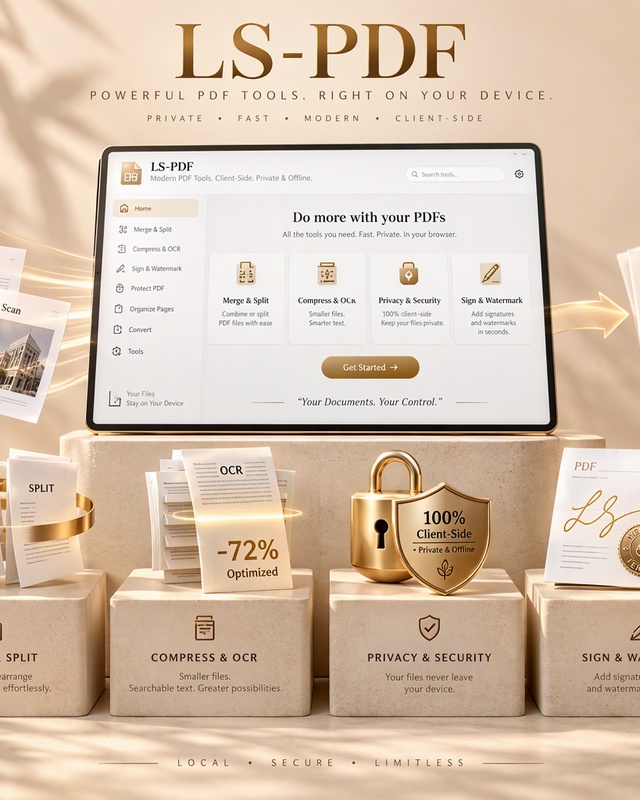 LS-PDF
POWERFUL PDF TOOLS. RIGHT ON YOUR DEVICE.
PRIVATE • FAST • MODERN • CLIENT-SIDE
LS-PDF
Modern PDF Tools. Client-Side. Private & Offline.
Search tools...
Home
Merge & Split
Compress & OCR
Sign & Watermark
Protect PDF
Organize Pages
Convert
Tools
Your Files
Stay on Your Device
Do more with your PDFs
All the tools you need. Fast. Private. In your browser.
Merge & Split
Combine or split
PDF files with ease
Compress & OCR
Smaller files.
Smarter text.
Privacy & Security
100% client-side
Keep your files private.
Sign & Watermark
Add signatures
and watermarks
in seconds.
Get Started →
“Your Documents. Your Control.”
Scan
SPLIT
OCR
-72%
Optimized
100%
Client-Side
• Private & Offline
PDF
LS
SPLIT
earrange
effortlessly.
COMPRESS & OCR
Smaller files.
Searchable text. Greater possibilities.
PRIVACY & SECURITY
Your files never leave
your device.
SIGN & WA
Add signatu
and waterma
LOCAL • SECURE • LIMITLESS